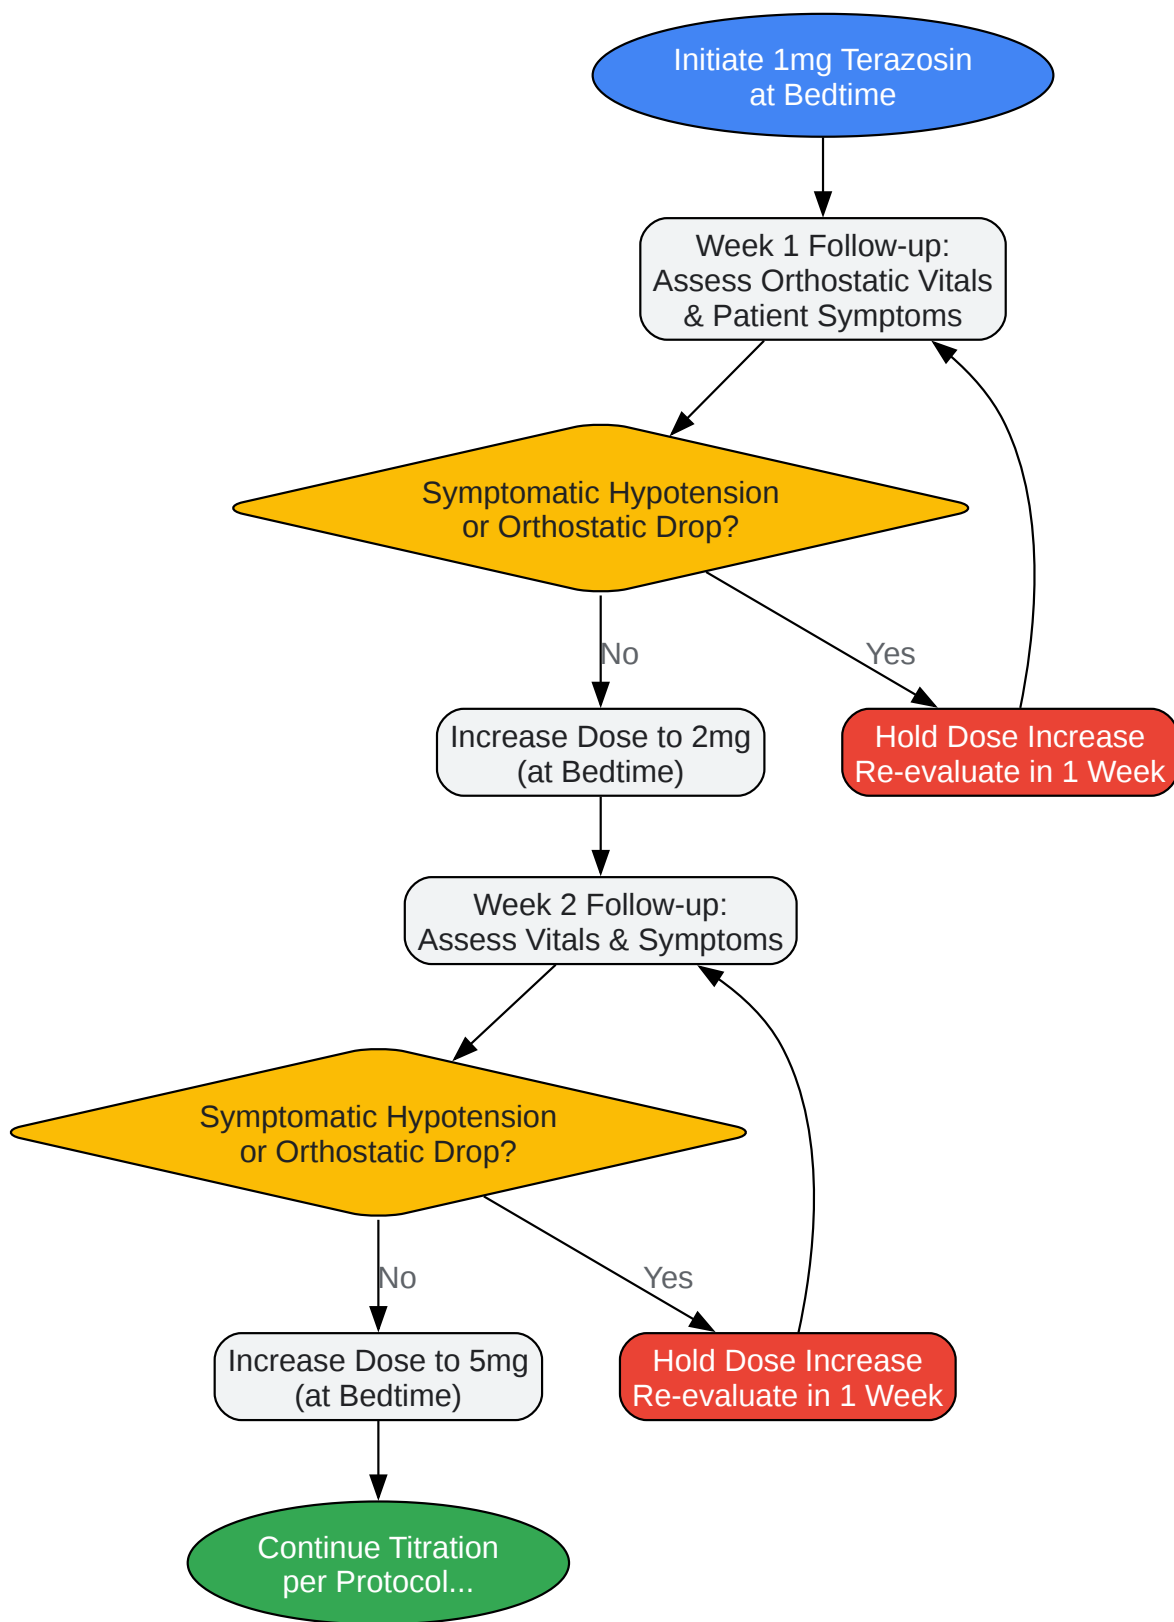 Initiate 1mg Terazosin
at Bedtime
Week 1 Follow-up:
Assess Orthostatic Vitals
& Patient Symptoms
Symptomatic Hypotension
or Orthostatic Drop?
No
Yes
Increase Dose to 2mg
(at Bedtime)
Hold Dose Increase
Re-evaluate in 1 Week
Week 2 Follow-up:
Assess Vitals & Symptoms
Symptomatic Hypotension
or Orthostatic Drop?
No
Yes
Increase Dose to 5mg
(at Bedtime)
Hold Dose Increase
Re-evaluate in 1 Week
Continue Titration
per Protocol...